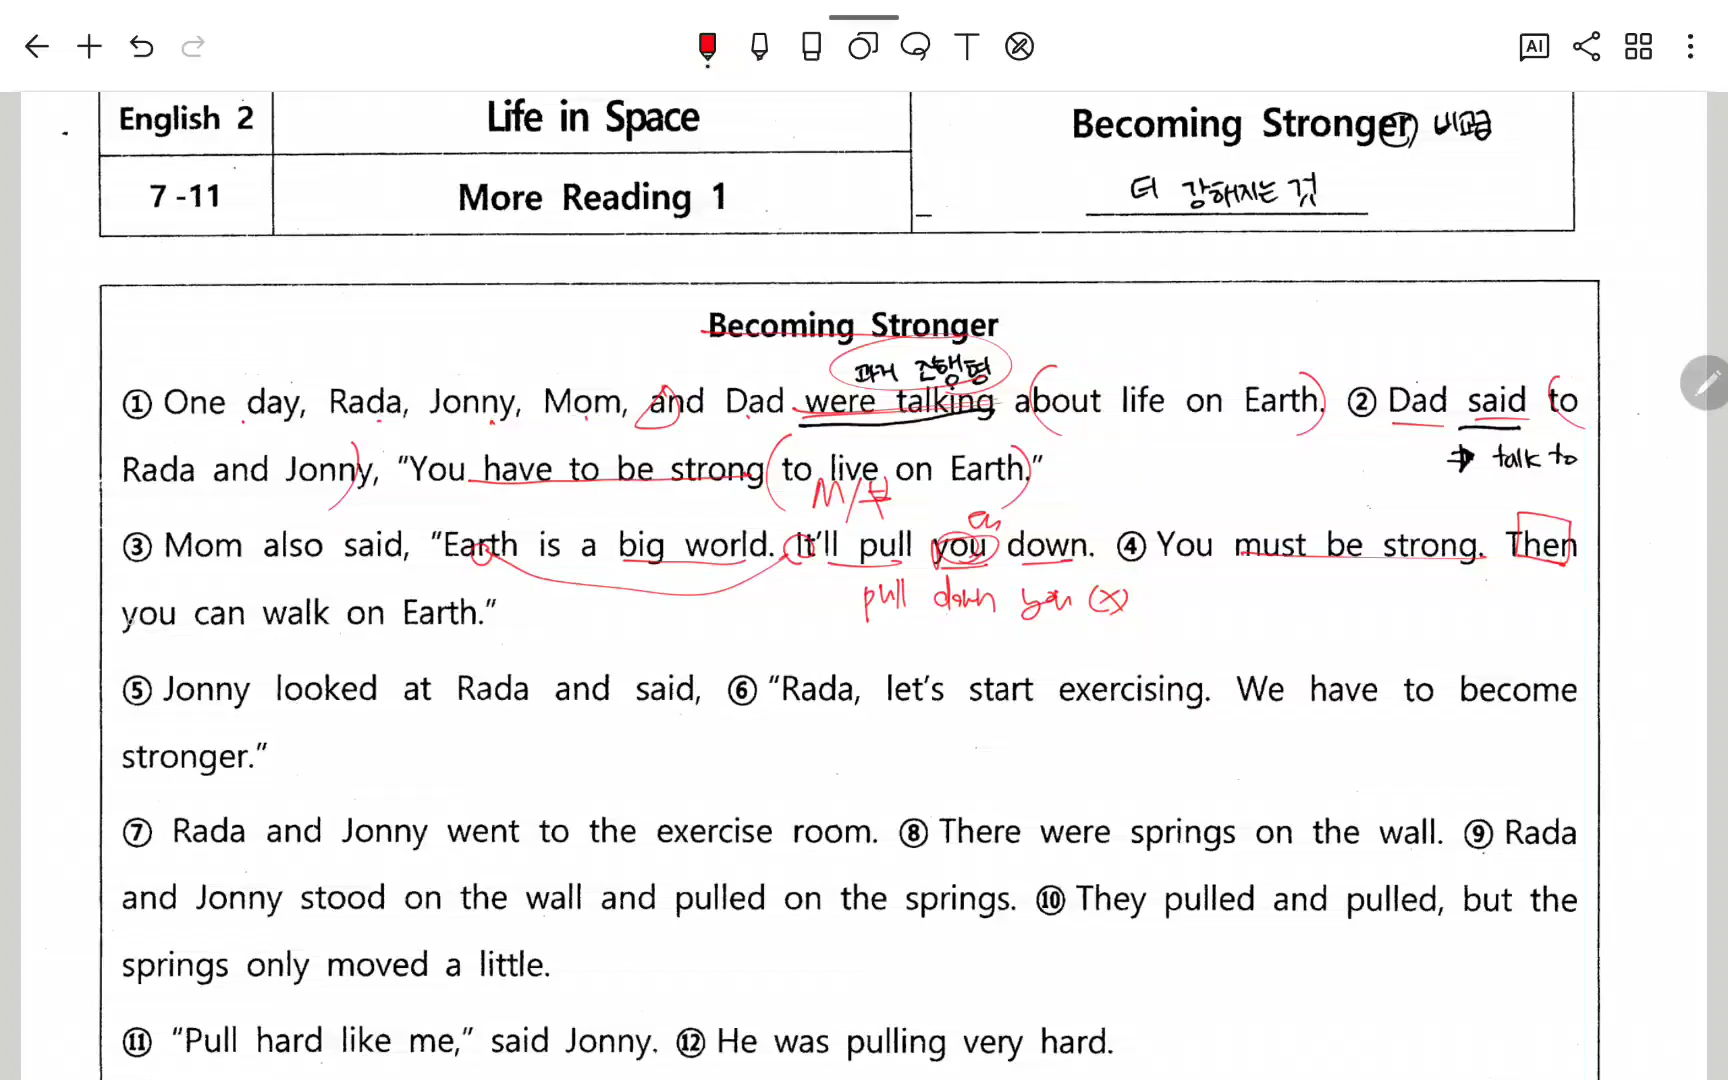 AI
English 2 Life in Space Becoming Stronger 비교급
7-11 More Reading 1 더 강해지는 것
Becoming Stronger
과거 진행형
① One day, Rada, Jonny, Mom, and Dad were talking about life on Earth. ② Dad said to
→ talk to
Rada and Jonny, “You have to be strong to live on Earth.”
M/부
③ Mom also said, “Earth is a big world. It’ll pull you down. ④ You must be strong. Then
pull down you (x)
you can walk on Earth.”
⑤ Jonny looked at Rada and said, ⑥ “Rada, let’s start exercising. We have to become
stronger.”
⑦ Rada and Jonny went to the exercise room. ⑧ There were springs on the wall. ⑨ Rada
and Jonny stood on the wall and pulled on the springs. ⑩ They pulled and pulled, but the
springs only moved a little.
⑪ “Pull hard like me,” said Jonny. ⑫ He was pulling very hard.